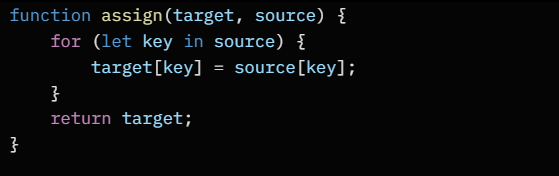 function assign(target, source) {
    for (let key in source) {
        target[key] = source[key];
    }
    return target;
}